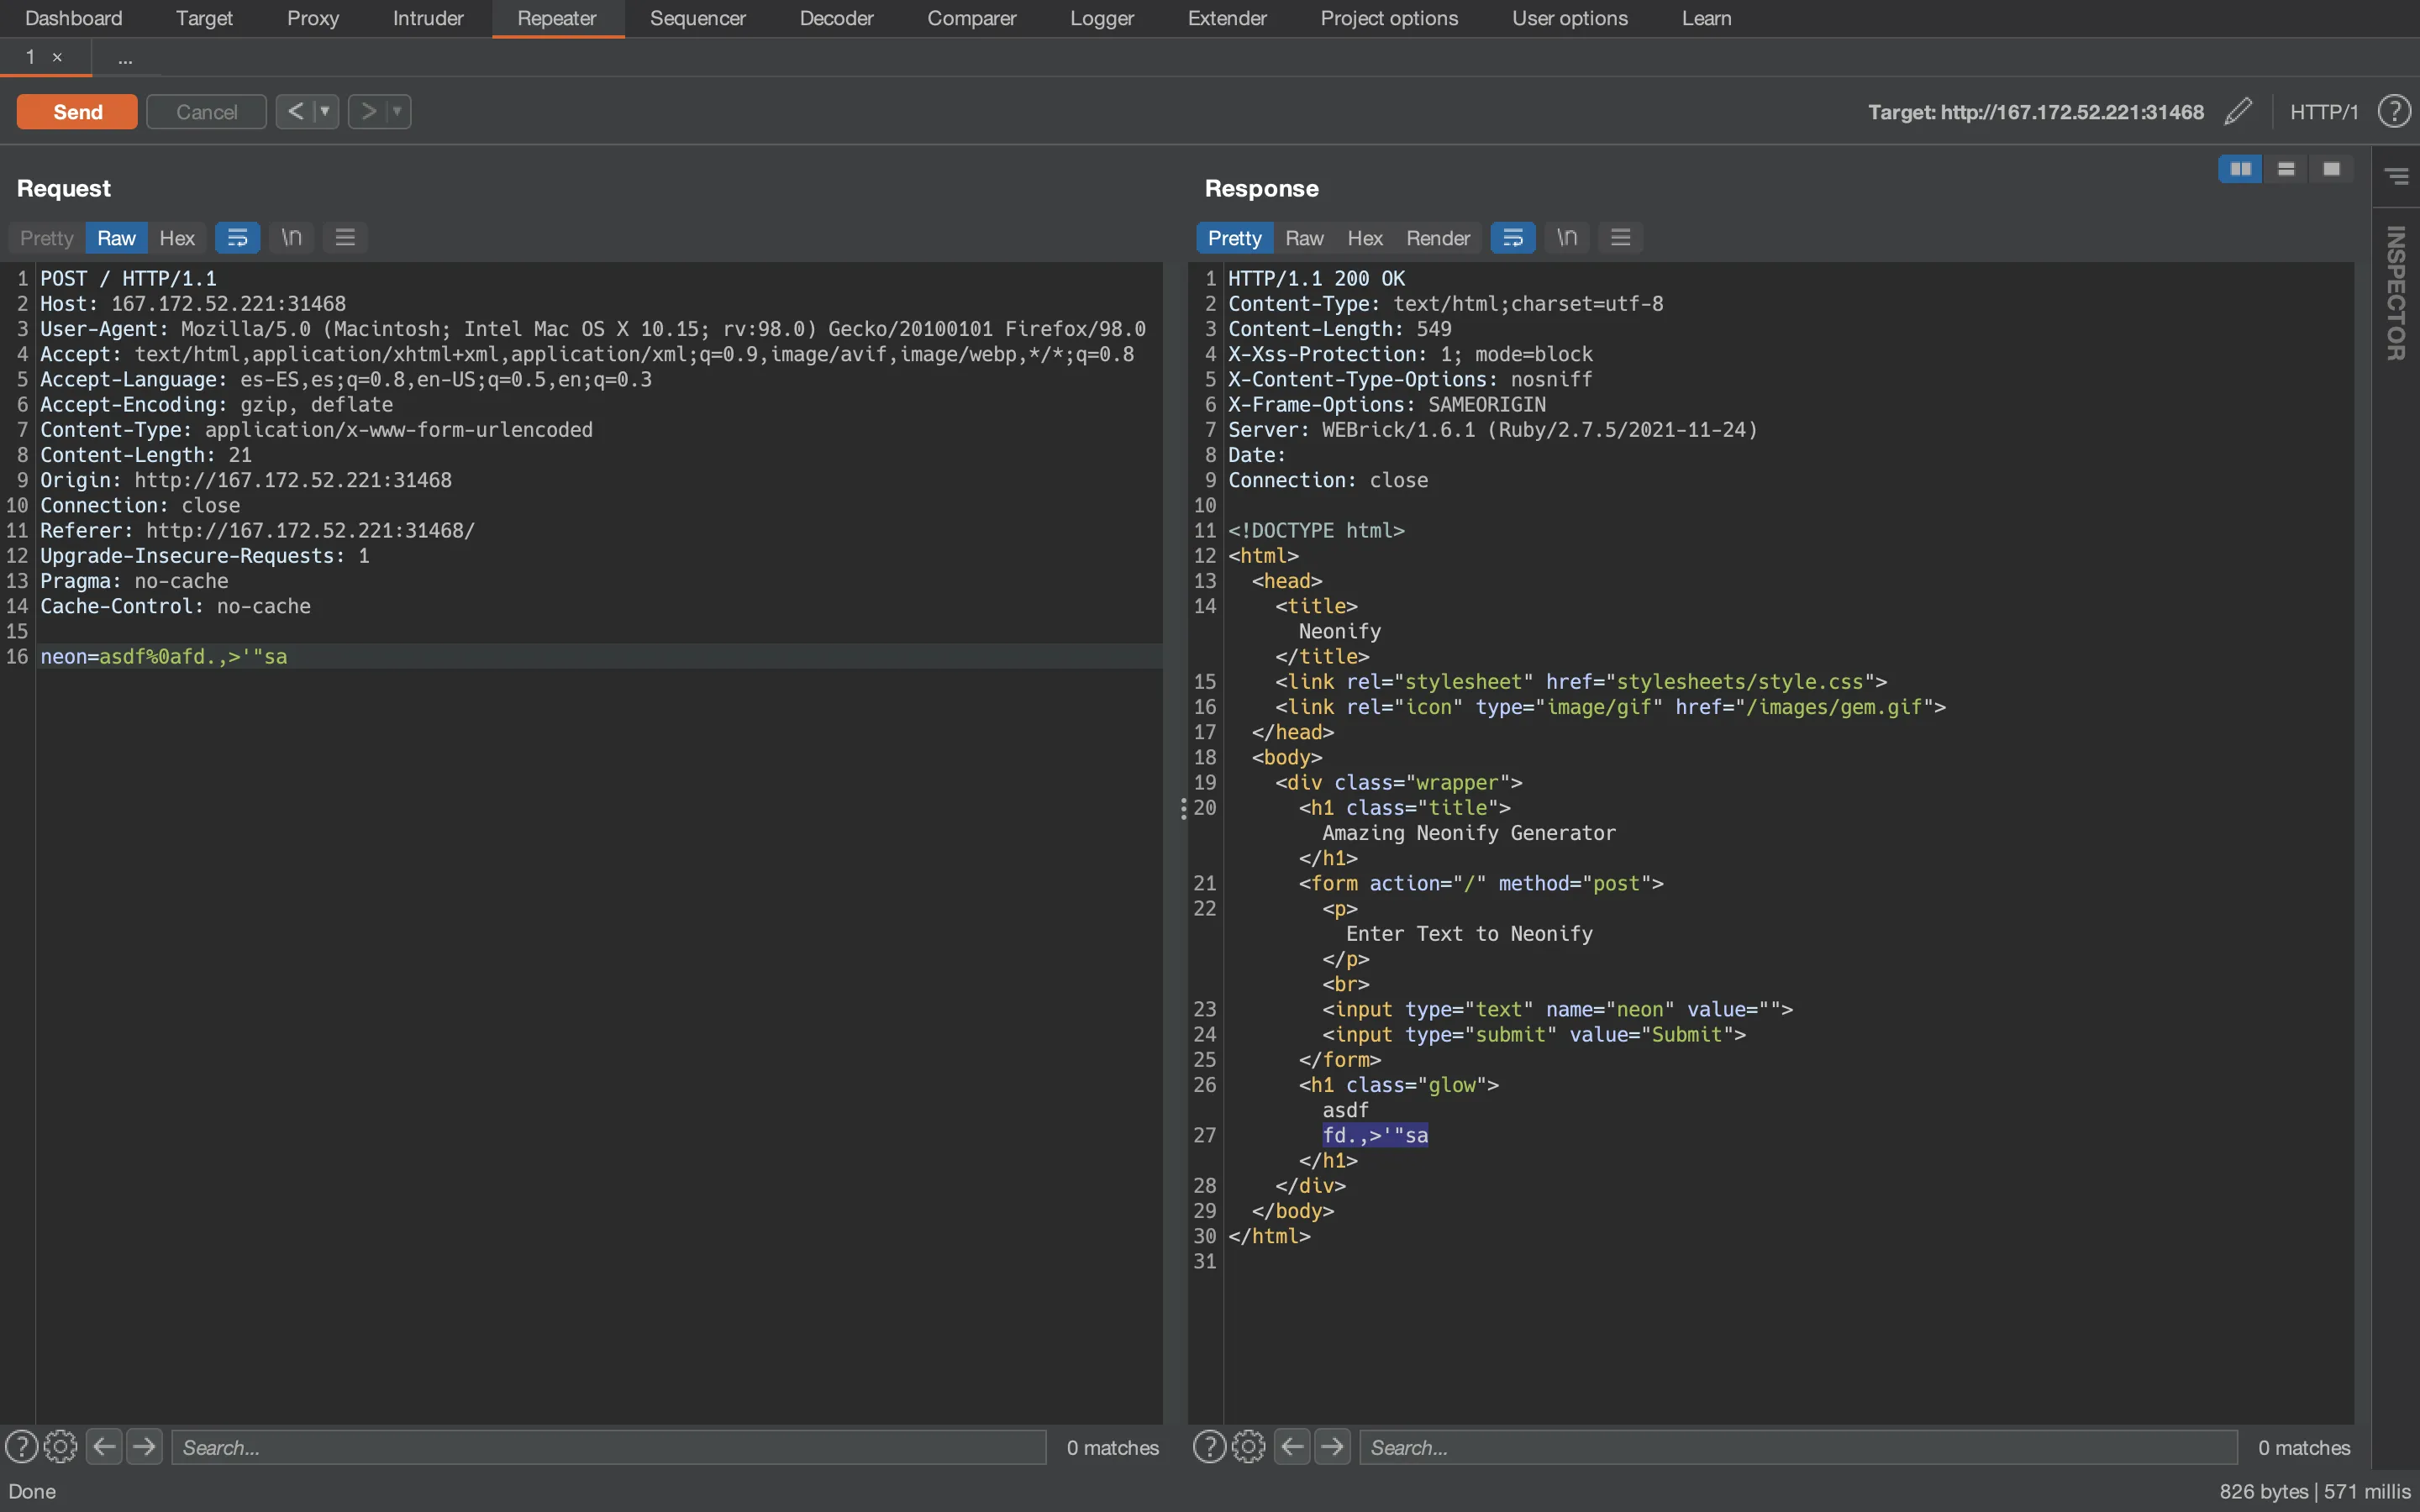 Dashboard Target Proxy Intruder Repeater Sequencer Decoder Comparer Logger Extender Project options User options Learn
1 × ...
Send Cancel < > Target: http://167.172.52.221:31468 HTTP/1 ?
Request
Pretty Raw Hex \n
1 POST / HTTP/1.1
2 Host: 167.172.52.221:31468
3 User-Agent: Mozilla/5.0 (Macintosh; Intel Mac OS X 10.15; rv:98.0) Gecko/20100101 Firefox/98.0
4 Accept: text/html,application/xhtml+xml,application/xml;q=0.9,image/avif,image/webp,*/*;q=0.8
5 Accept-Language: es-ES,es;q=0.8,en-US;q=0.5,en;q=0.3
6 Accept-Encoding: gzip, deflate
7 Content-Type: application/x-www-form-urlencoded
8 Content-Length: 21
9 Origin: http://167.172.52.221:31468
10 Connection: close
11 Referer: http://167.172.52.221:31468/
12 Upgrade-Insecure-Requests: 1
13 Pragma: no-cache
14 Cache-Control: no-cache
15
16 neon=asdf%0afd.,>'"sa
? Search... 0 matches
Response
Pretty Raw Hex Render \n
1 HTTP/1.1 200 OK
2 Content-Type: text/html;charset=utf-8
3 Content-Length: 549
4 X-Xss-Protection: 1; mode=block
5 X-Content-Type-Options: nosniff
6 X-Frame-Options: SAMEORIGIN
7 Server: WEBrick/1.6.1 (Ruby/2.7.5/2021-11-24)
8 Date:
9 Connection: close
10
11 <!DOCTYPE html>
12 <html>
13 <head>
14 <title>
Neonify
</title>
15 <link rel="stylesheet" href="stylesheets/style.css">
16 <link rel="icon" type="image/gif" href="/images/gem.gif">
17 </head>
18 <body>
19 <div class="wrapper">
20 <h1 class="title">
Amazing Neonify Generator
</h1>
21 <form action="/" method="post">
22 <p>
Enter Text to Neonify
</p>
<br>
23 <input type="text" name="neon" value="">
24 <input type="submit" value="Submit">
25 </form>
26 <h1 class="glow">
asdf
27 fd.,>'"sa
</h1>
28 </div>
29 </body>
30 </html>
31
? Search... 0 matches
INSPECTOR
Done 826 bytes | 571 millis